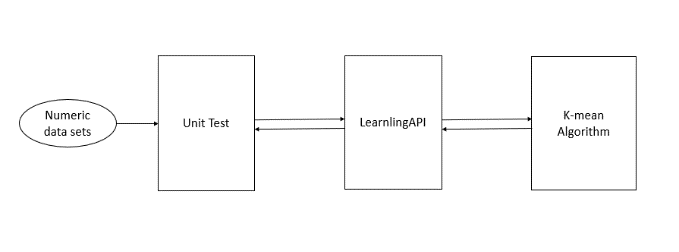 Numeric
data sets
Unit Test
LearnlingAPI
K-mean
Algorithm